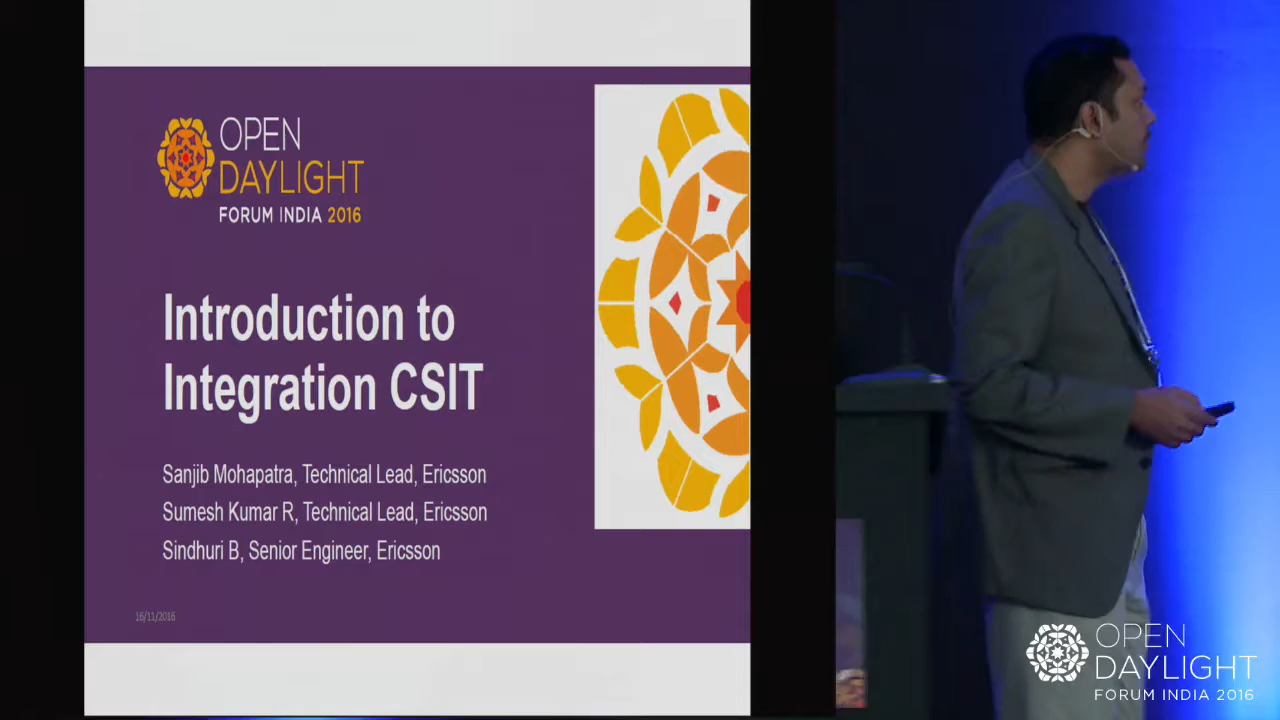 OPEN
DAYLIGHT
FORUM INDIA 2016
Introduction to
Integration CSIT
Sanjib Mohapatra, Technical Lead, Ericsson
Sumesh Kumar R, Technical Lead, Ericsson
Sindhuri B, Senior Engineer, Ericsson
16/11/2016
OPEN
DAYLIGHT
FORUM INDIA 2016